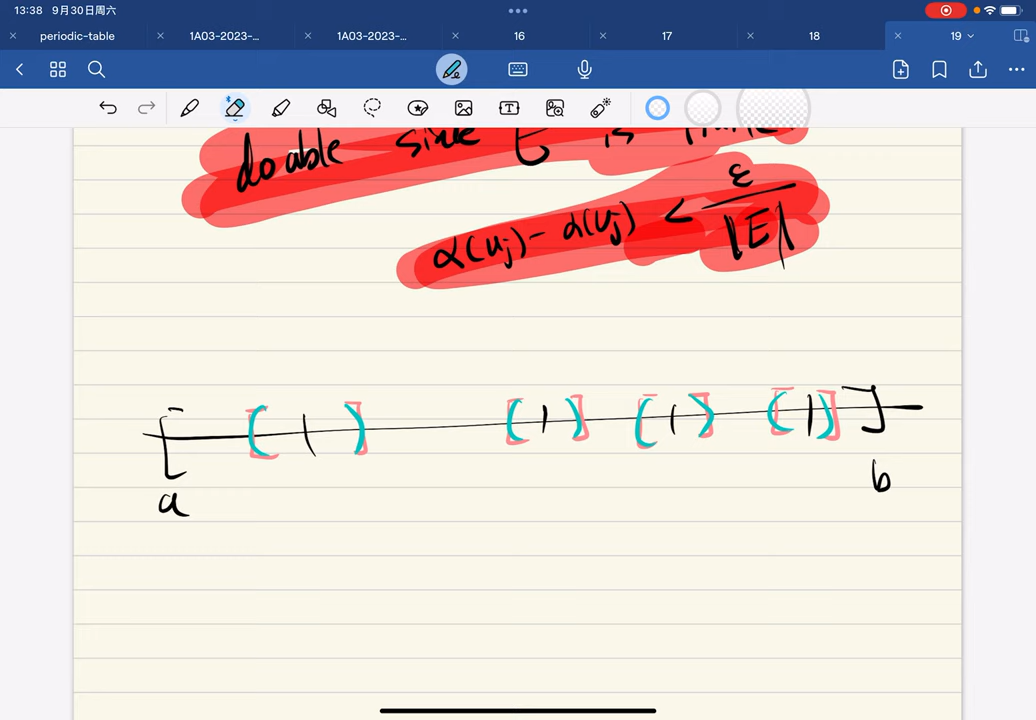 13:38 9月30日周六
periodic-table 1A03-2023-... 1A03-2023-... 16 17 18 19
doable since E is finite
α(uj) - α(vj) < ε/|E|
[ ( | ) ( | ) ( | ) ( | ) ]
a b